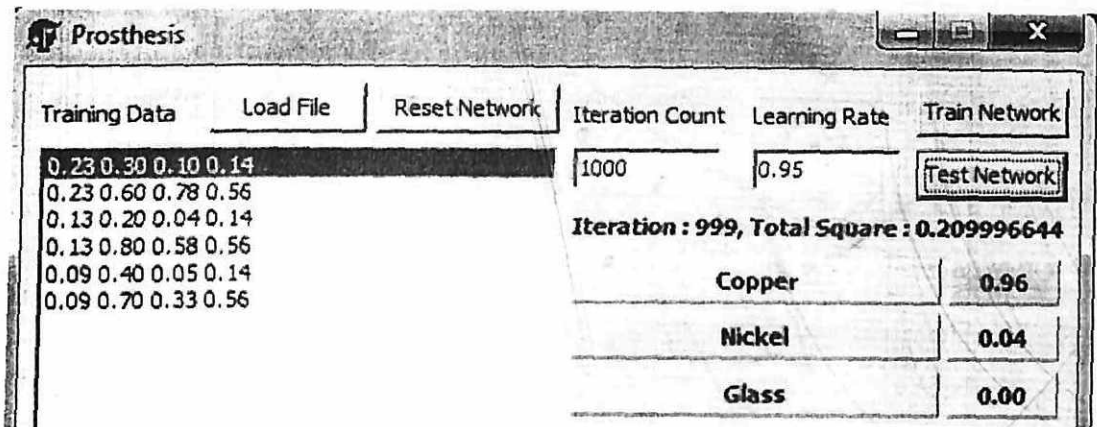 Prosthesis
Training Data Load File Reset Network Iteration Count Learning Rate Train Network
0.23 0.30 0.10 0.14 1000 0.95 Test Network
0.23 0.60 0.78 0.56
0.13 0.20 0.04 0.14
Iteration : 999, Total Square : 0.209996644
0.13 0.80 0.58 0.56
0.09 0.40 0.05 0.14
Copper 0.96
0.09 0.70 0.33 0.56
Nickel 0.04
Glass 0.00